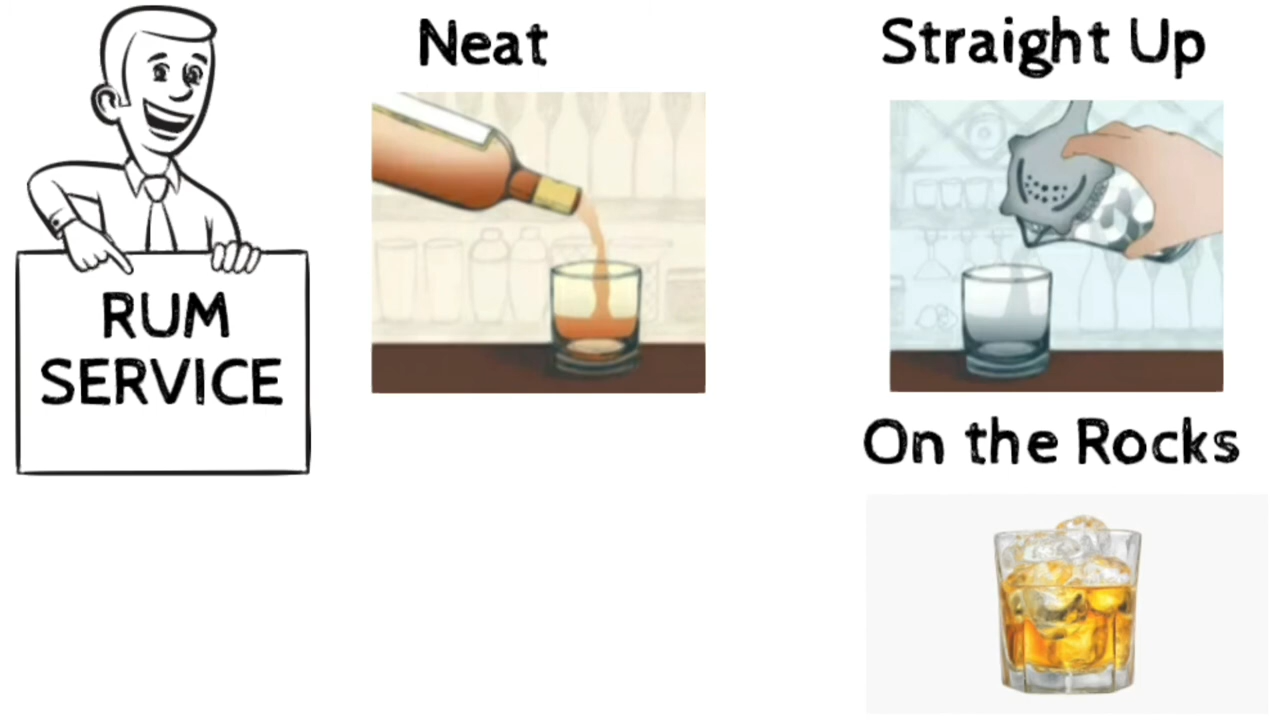 RUM
SERVICE
Neat
Straight Up
On the Rocks